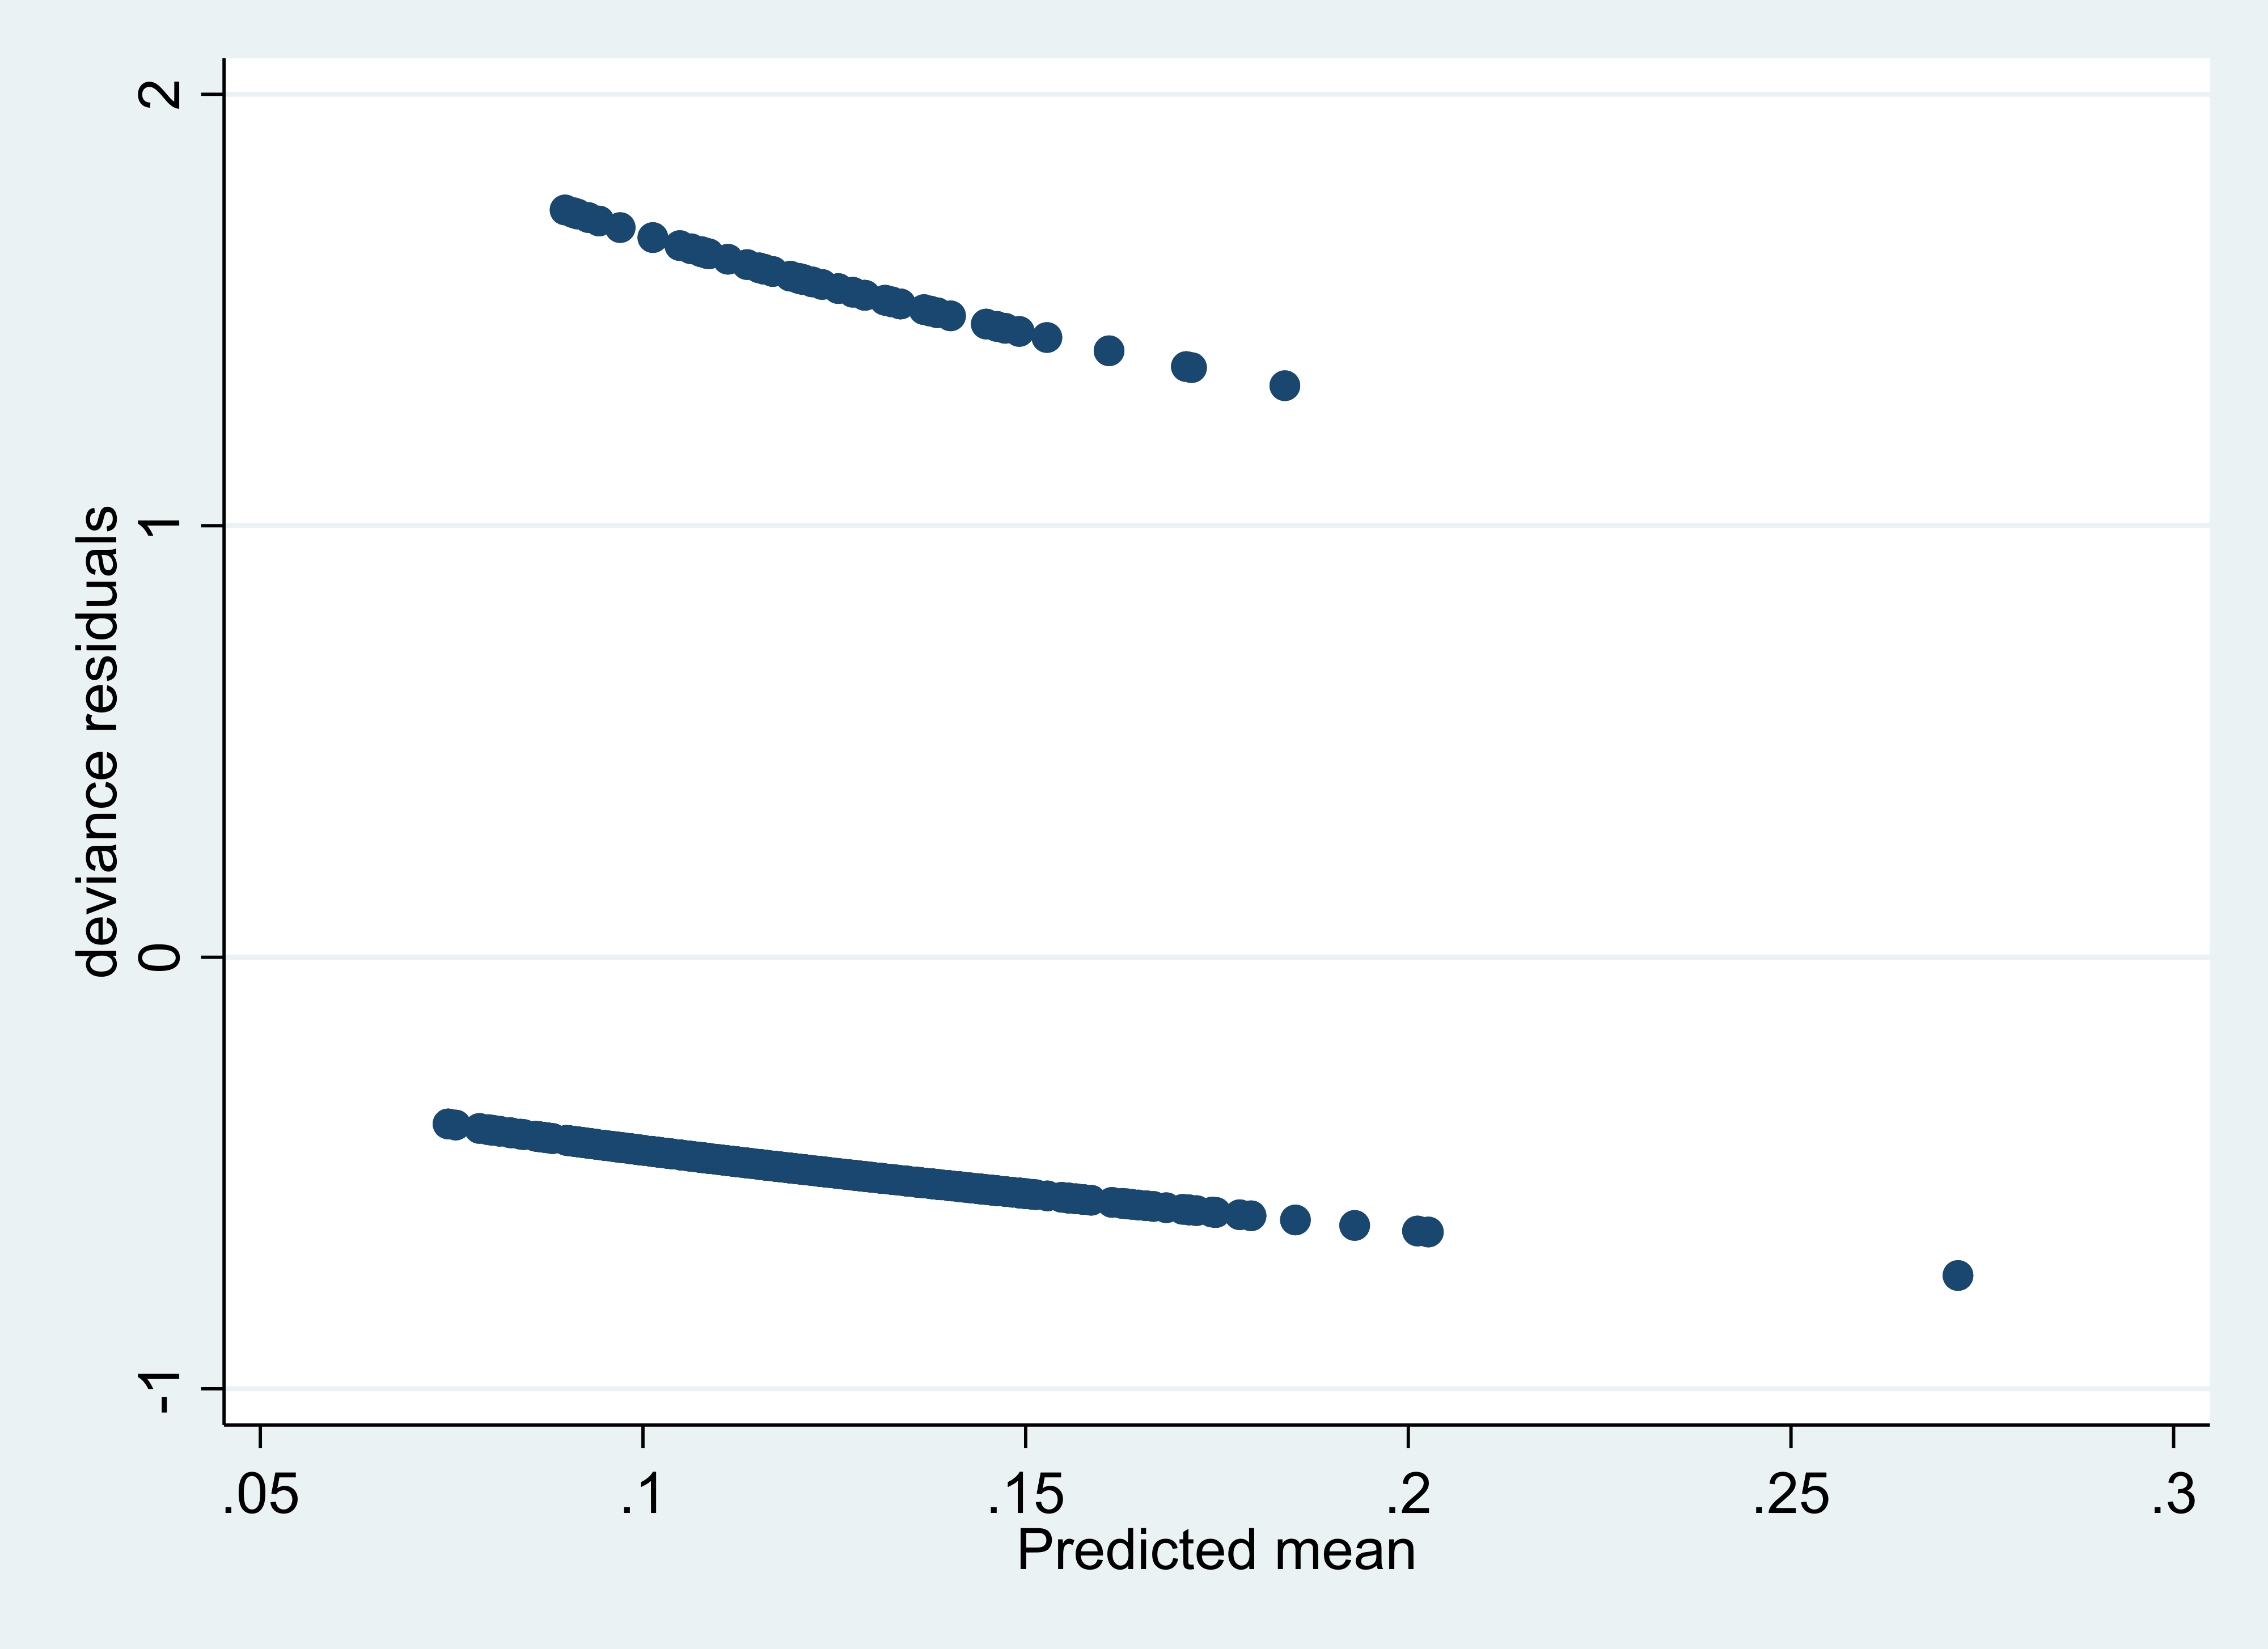 deviance residuals
2
1
0
-1
.05 .1 .15 .2 .25 .3
Predicted mean